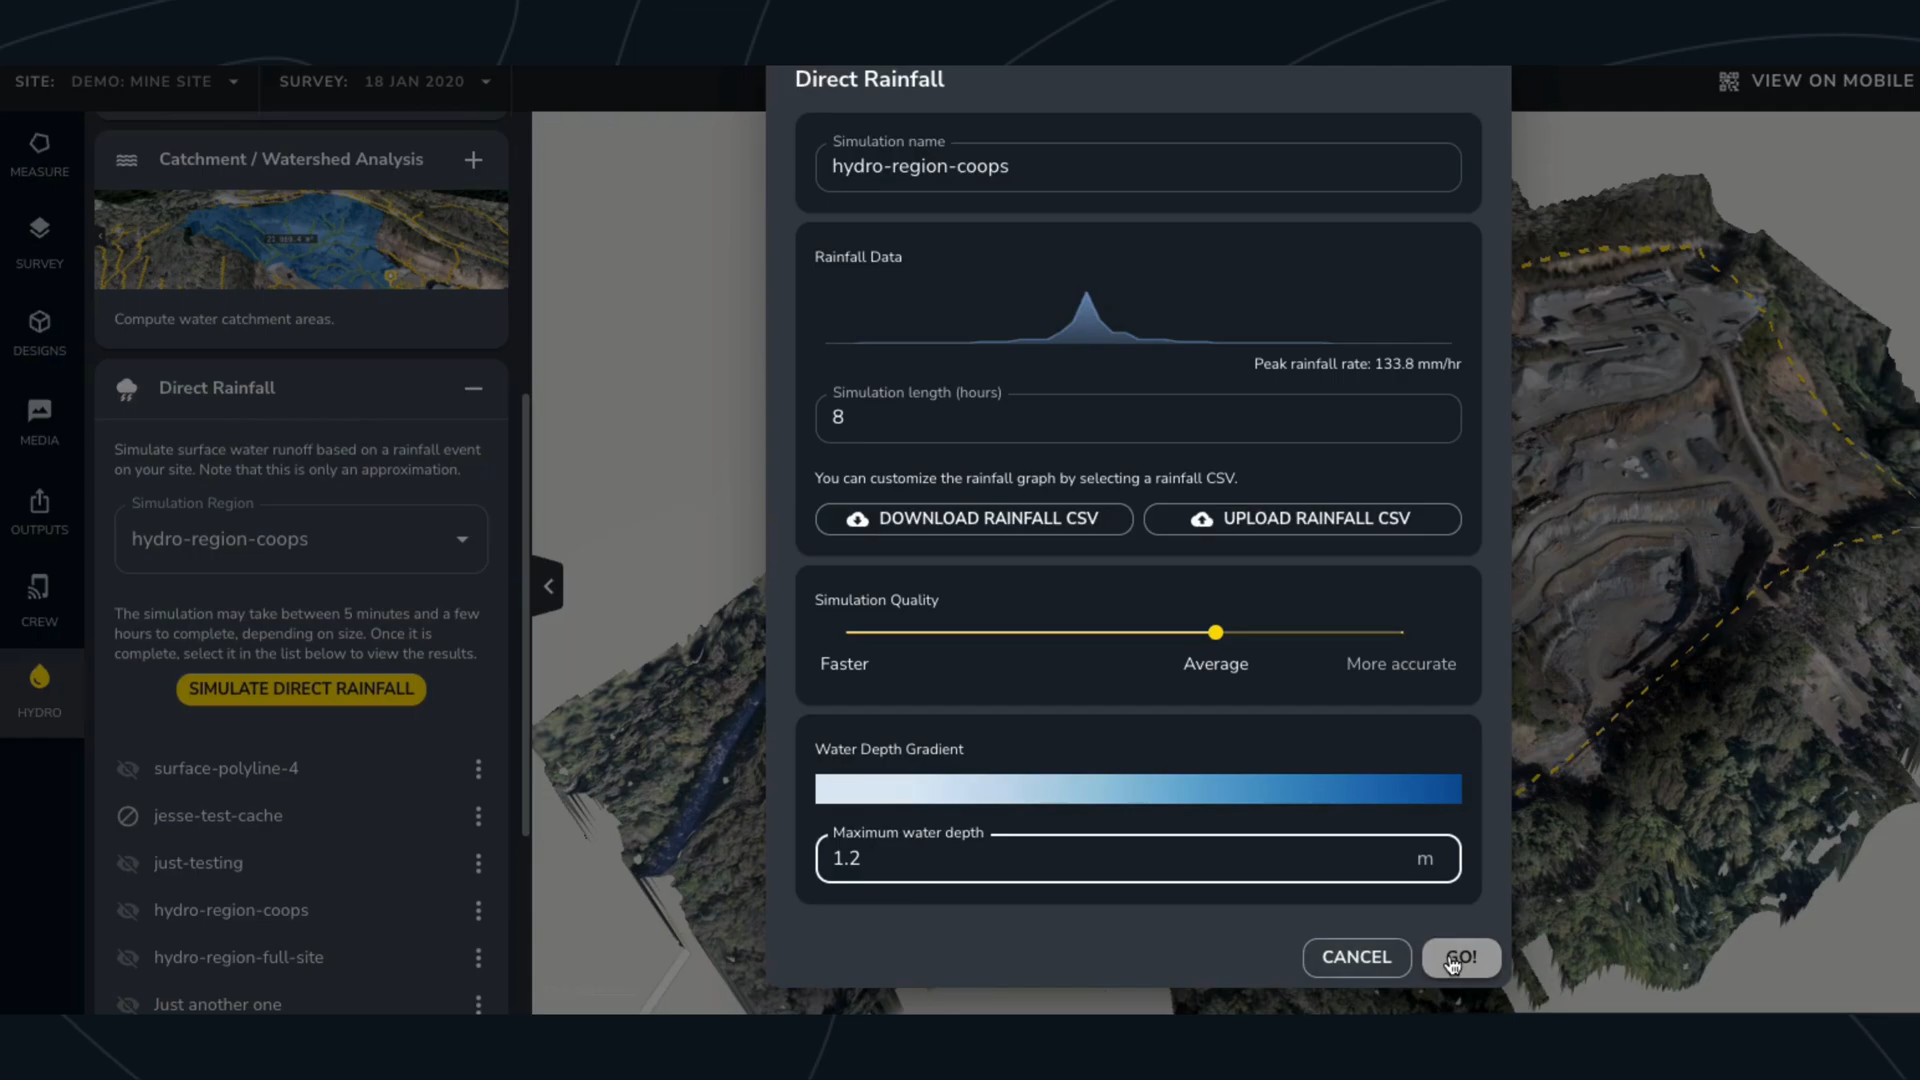 SITE: DEMO: MINE SITE
SURVEY: 18 JAN 2020
VIEW ON MOBILE
MEASURE
SURVEY
DESIGNS
MEDIA
OUTPUTS
CREW
HYDRO
Catchment / Watershed Analysis
Compute water catchment areas.
Direct Rainfall
Simulate surface water runoff based on a rainfall event
on your site. Note that this is only an approximation.
Simulation Region
hydro-region-coops
The simulation may take between 5 minutes and a few
hours to complete, depending on size. Once it is
complete, select it in the list below to view the results.
SIMULATE DIRECT RAINFALL
surface-polyline-4
jesse-test-cache
just-testing
hydro-region-coops
hydro-region-full-site
Just another one
Direct Rainfall
Simulation name
hydro-region-coops
Rainfall Data
Peak rainfall rate: 133.8 mm/hr
Simulation length (hours)
8
You can customize the rainfall graph by selecting a rainfall CSV.
DOWNLOAD RAINFALL CSV
UPLOAD RAINFALL CSV
Simulation Quality
Faster
Average
More accurate
Water Depth Gradient
Maximum water depth
1.2 m
CANCEL
GO!